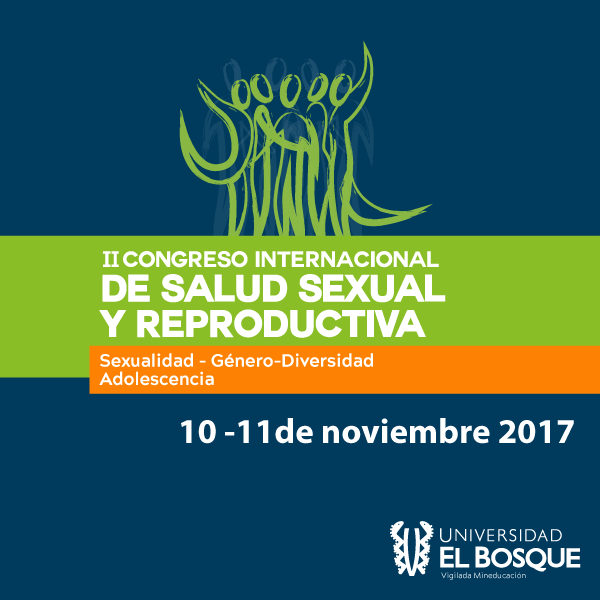 II CONGRESO INTERNACIONAL
DE SALUD SEXUAL
Y REPRODUCTIVA
Sexualidad - Género-Diversidad
Adolescencia
10 -11de noviembre 2017
UNIVERSIDAD
EL BOSQUE
Vigilada Mineducación